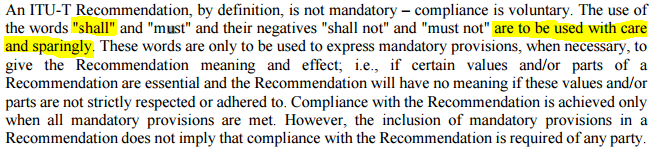 An ITU-T Recommendation, by definition, is not mandatory – compliance is voluntary. The use of
the words "shall" and "must" and their negatives "shall not" and "must not" are to be used with care
and sparingly. These words are only to be used to express mandatory provisions, when necessary, to
give the Recommendation meaning and effect; i.e., if certain values and/or parts of a
Recommendation are essential and the Recommendation will have no meaning if these values and/or
parts are not strictly respected or adhered to. Compliance with the Recommendation is achieved only
when all mandatory provisions are met. However, the inclusion of mandatory provisions in a
Recommendation does not imply that compliance with the Recommendation is required of any party.